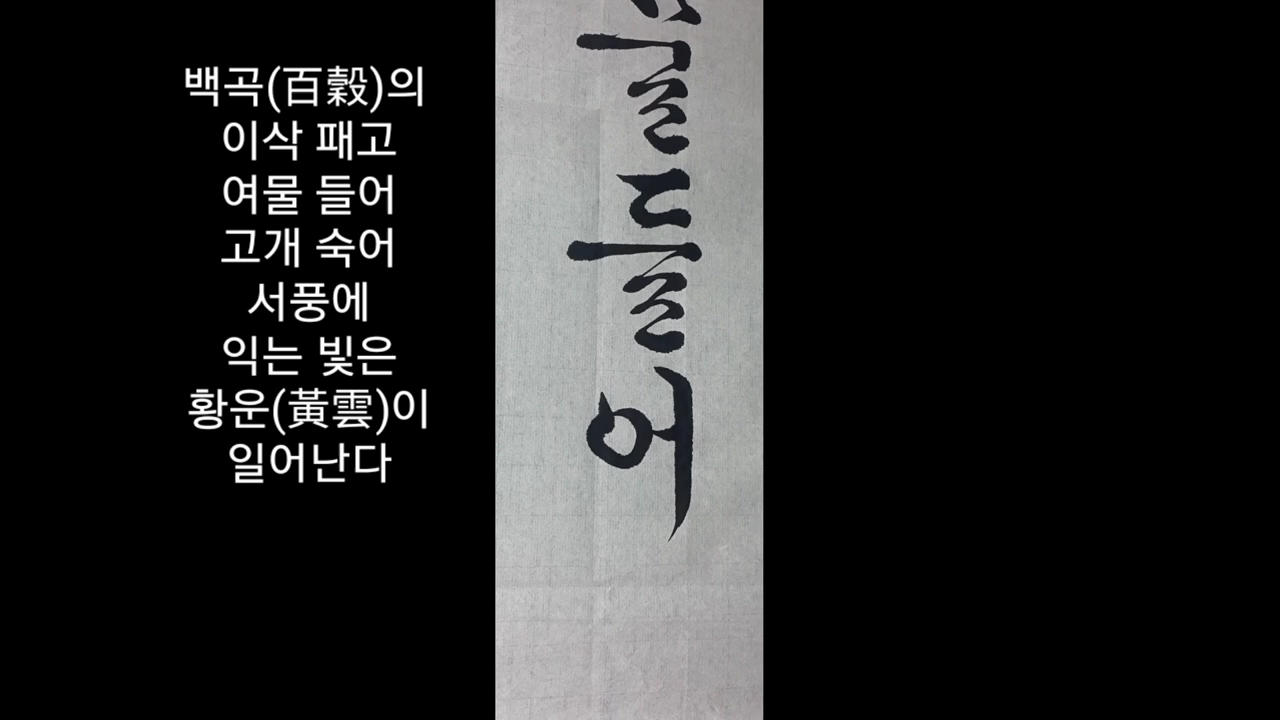 백곡(百穀)의
이삭 패고
여물 들어
고개 숙어
서풍에
익는 빛은
황운(黃雲)이
일어난다
물들어